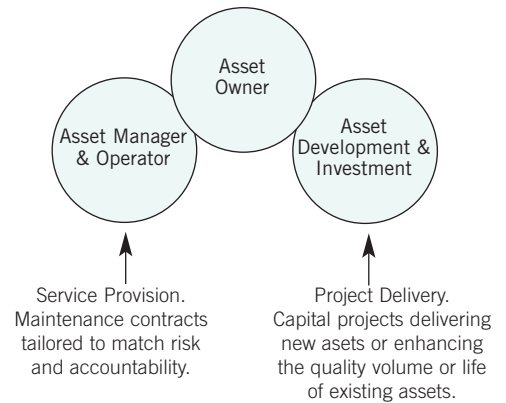 Asset
Owner
Asset Manager
& Operator
Asset
Development &
Investment
Service Provision.
Maintenance contracts
tailored to match risk
and accountability.
Project Delivery.
Capital projects delivering
new asets or enhancing
the quality volume or life
of existing assets.